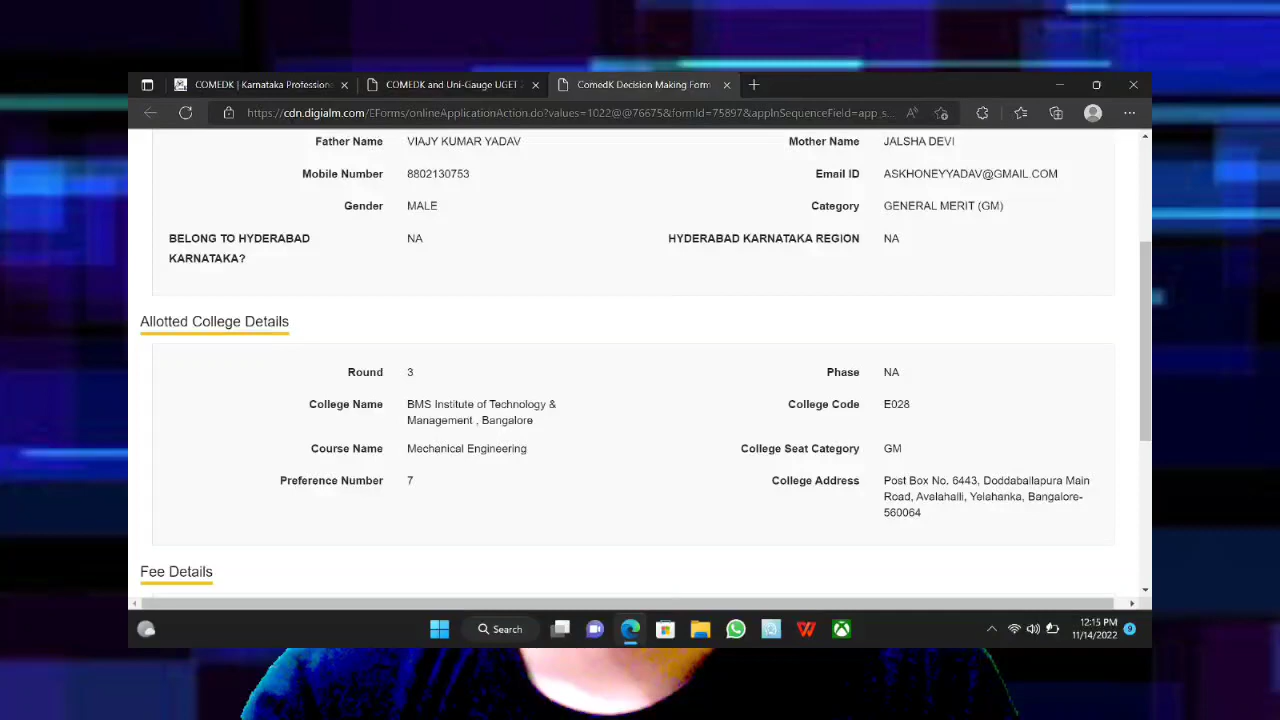 COMEDK | Karnataka Profession
COMEDK and Uni-Gauge UGET
ComedK Decision Making Form
https://cdn.digialm.com/EForms/onlineApplicationAction.do?values=1022@@76675&formId=75897&applnSequenceField=app_s...
Father Name VIAJY KUMAR YADAV Mother Name JALSHA DEVI
Mobile Number 8802130753 Email ID ASKHONEYYADAV@GMAIL.COM
Gender MALE Category GENERAL MERIT (GM)
BELONG TO HYDERABAD NA HYDERABAD KARNATAKA REGION NA
KARNATAKA?
Allotted College Details
Round 3 Phase NA
College Name BMS Institute of Technology & College Code E028
Management , Bangalore
Course Name Mechanical Engineering College Seat Category GM
Preference Number 7 College Address Post Box No. 6443, Doddaballapura Main
Road, Avalahalli, Yelahanka, Bangalore-
560064
Fee Details
Search
12:15 PM
11/14/2022
9